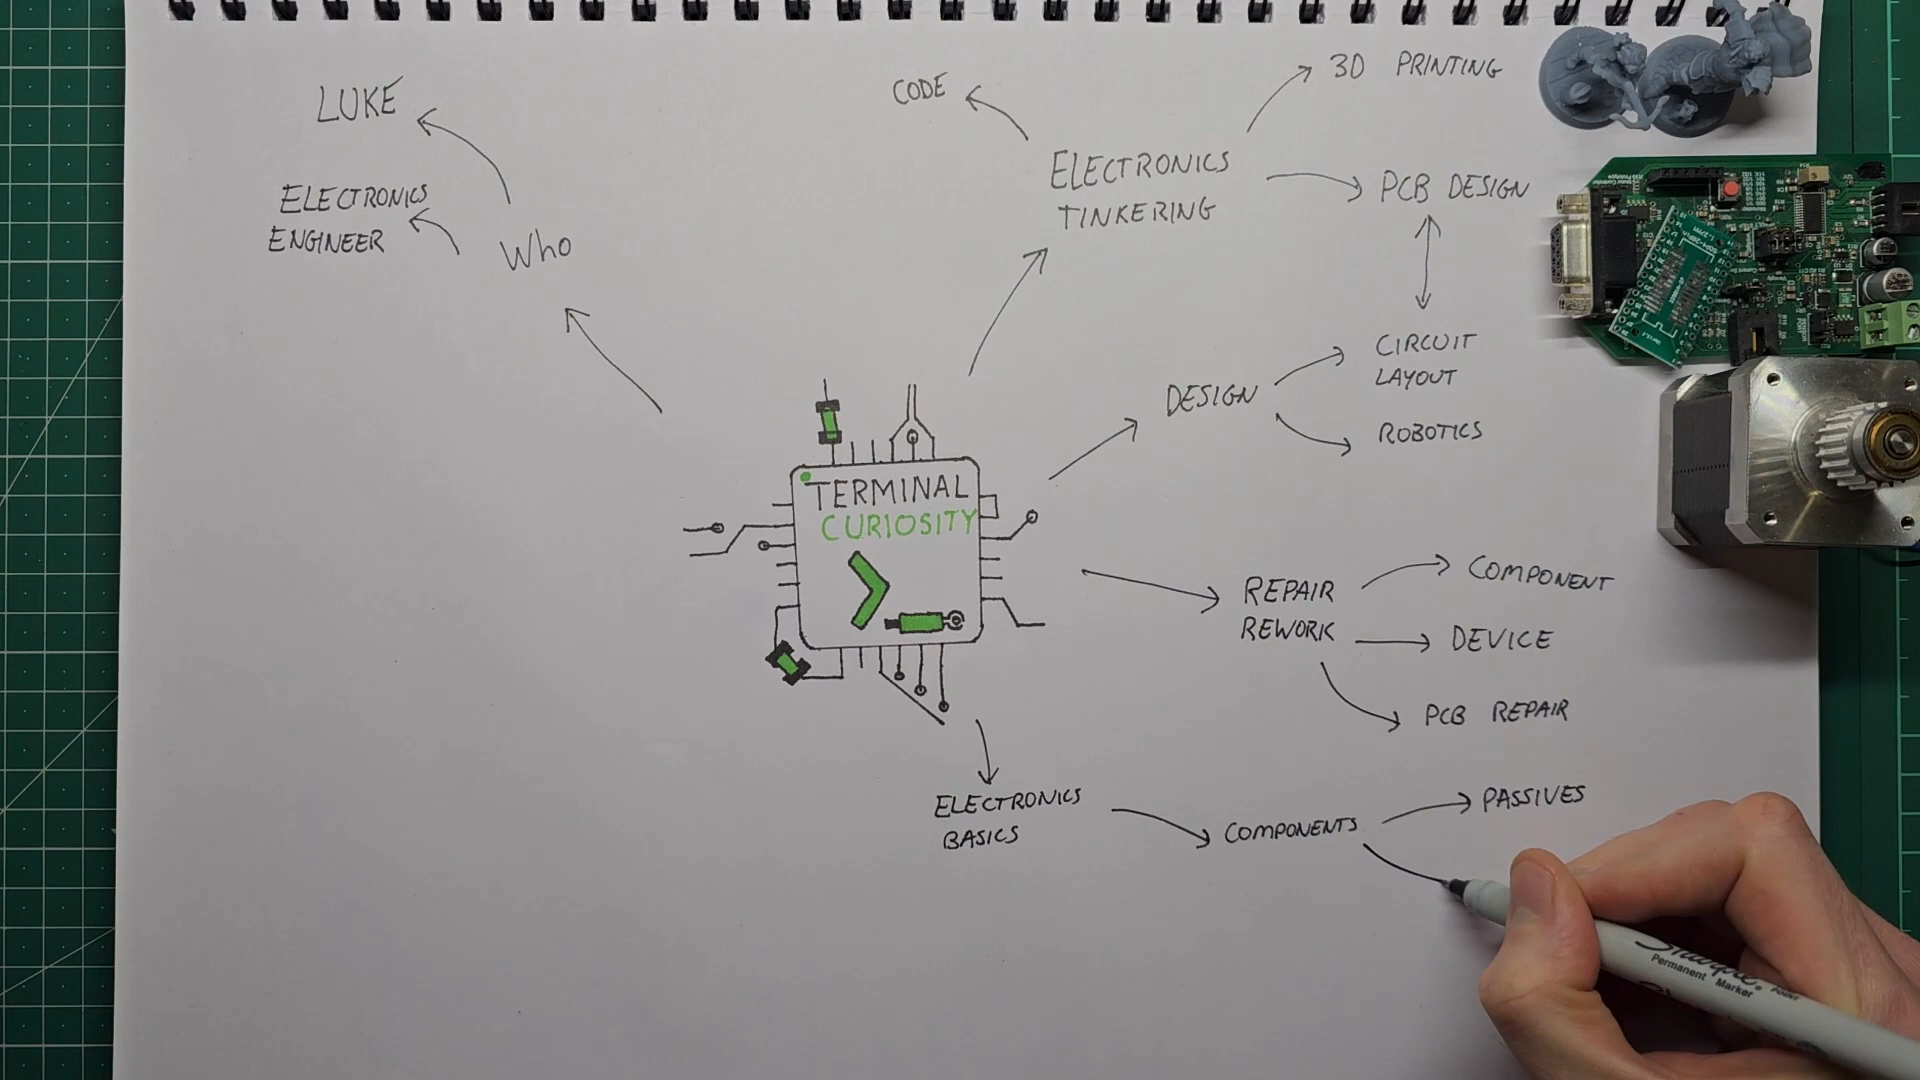 LUKE
ELECTRONICS
ENGINEER
Who
CODE
ELECTRONICS
TINKERING
3D PRINTING
PCB DESIGN
DESIGN
CIRCUIT
LAYOUT
ROBOTICS
TERMINAL
CURIOSITY
REPAIR
REWORK
COMPONENT
DEVICE
PCB REPAIR
ELECTRONICS
BASICS
COMPONENTS
PASSIVES
Sharpie
Permanent Marker
POINT